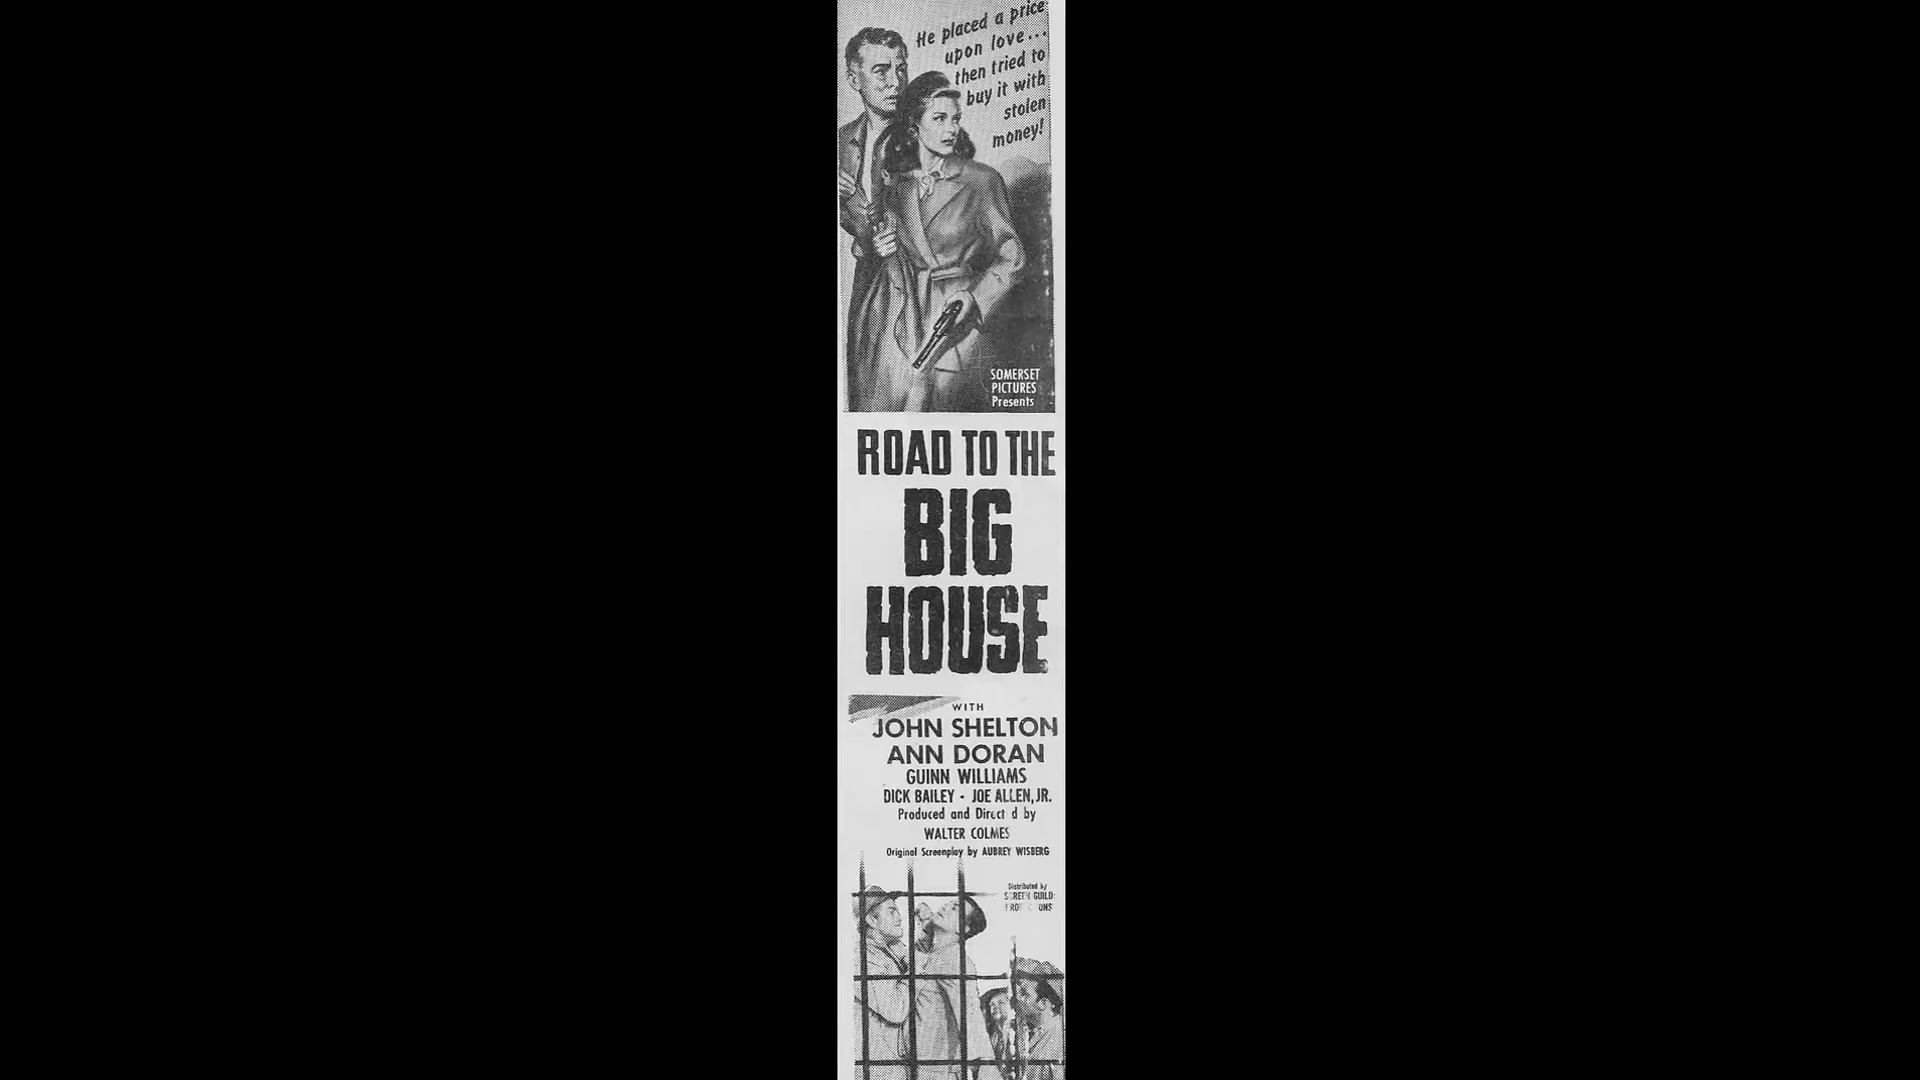 He placed a price
upon love...
then tried to
buy it with
stolen
money!
SOMERSET
PICTURES
Presents
ROAD TO THE
BIG
HOUSE
WITH
JOHN SHELTON
ANN DORAN
GUINN WILLIAMS
DICK BAILEY - JOE ALLEN, JR.
Produced and Direct d by
WALTER COLMES
Original Screenplay by AUBREY WISBERG
Distributed by
SCREEN GUILD